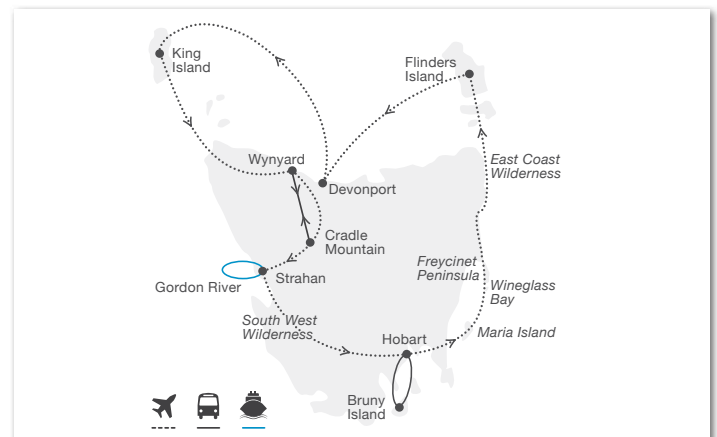 King
Island
Flinders
Island
Wynyard
East Coast
Wilderness
Devonport
Cradle
Mountain
Freycinet
Peninsula
Strahan
Gordon River
Wineglass
Bay
South West
Wilderness
Hobart
Maria Island
Bruny
Island